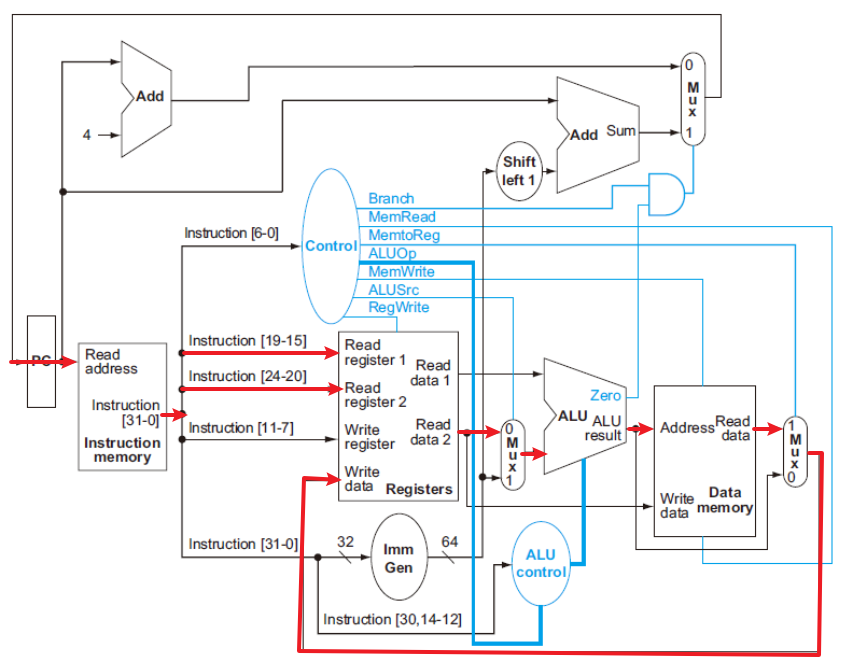 Add
4
Add Sum
0
M
u
x
1
Shift
left 1
Branch
MemRead
MemtoReg
ALUOp
MemWrite
ALUSrc
RegWrite
Control
Instruction [6-0]
Instruction [19-15]
Instruction [24-20]
Instruction [11-7]
Instruction [31-0]
Instruction [30,14-12]
PC
Read
address
Instruction
[31-0]
Instruction
memory
Read
register 1
Read
register 2
Write
register
Write
data
Read
data 1
Read
data 2
Registers
0
M
u
x
1
Zero
ALU
ALU
result
Address
Read
data
Write
data
Data
memory
1
M
u
x
0
32
Imm
Gen
64
ALU
control